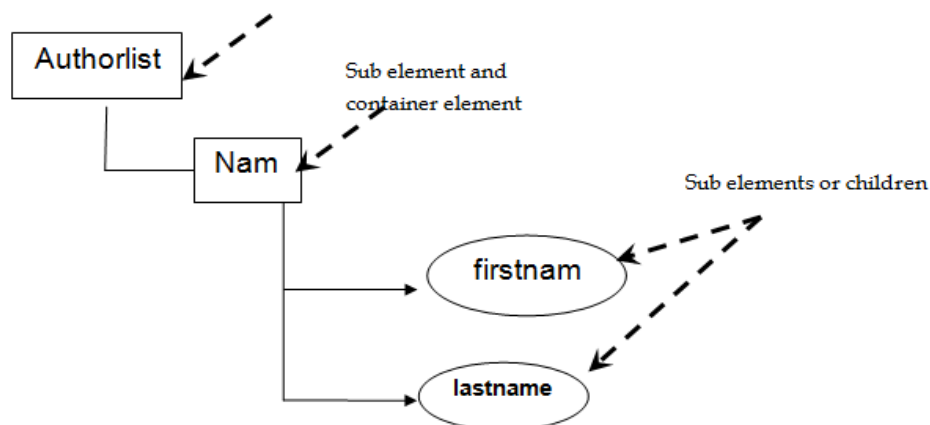 Authorlist
Sub element and
container element
Nam
Sub elements or children
firstnam
lastname